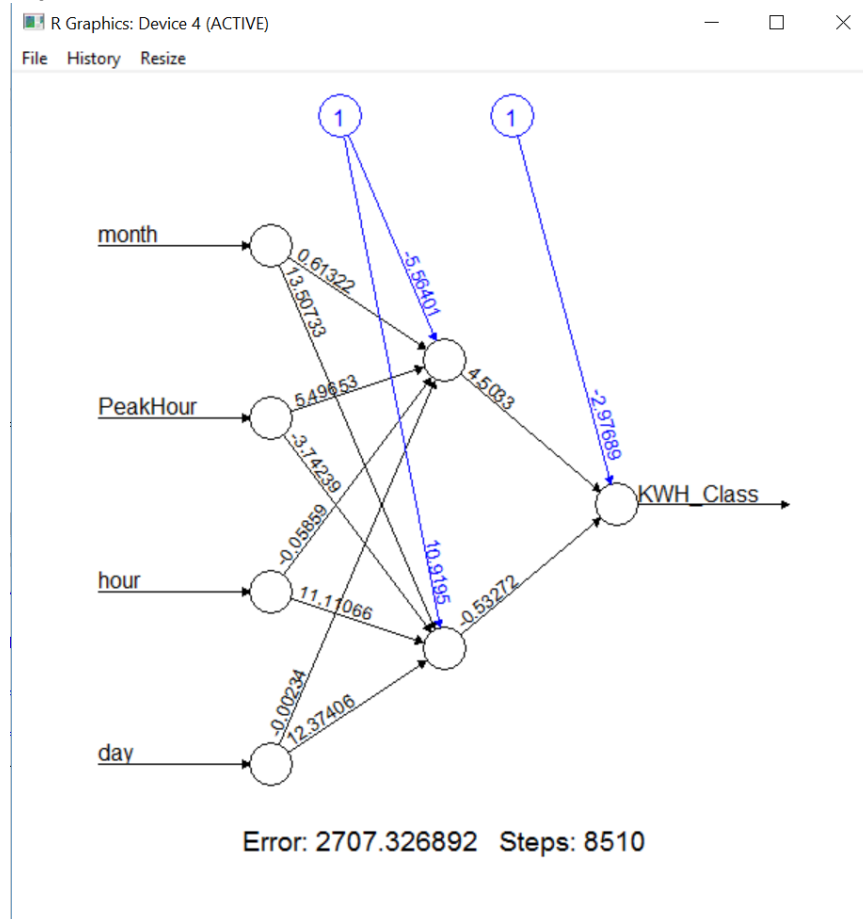 R Graphics: Device 4 (ACTIVE)
File History Resize
1 1
month
0.61322
13.50733
-5.56401
PeakHour
5.49653
-3.74239
4.5033
-2.97689
KWH_Class
hour
-0.05859
11.11066
10.9195
-0.53272
day
-0.00234
12.37406
Error: 2707.326892 Steps: 8510